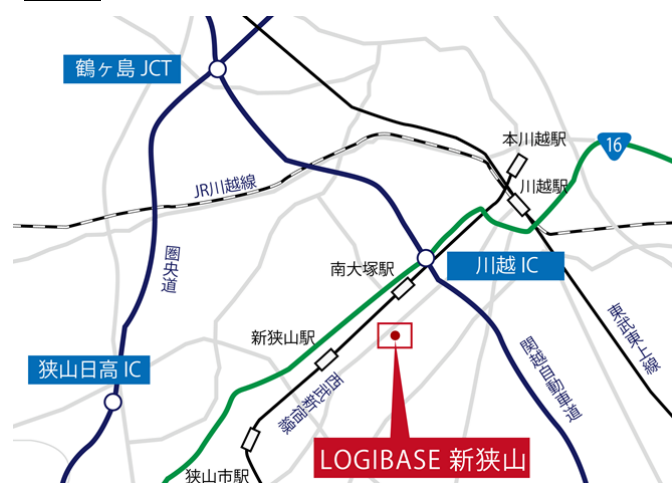 鶴ヶ島 JCT
本川越駅
16
川越駅
JR川越線
圏央道
南大塚駅
川越 IC
新狭山駅
東武東上線
狭山日高 IC
関越自動車道
西武新宿線
LOGIBASE 新狭山
狭山市駅